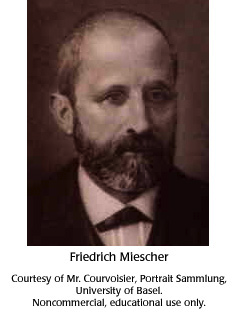 Friedrich Miescher
Courtesy of Mr. Courvoisier, Portrait Sammlung,
University of Basel.
Noncommercial, educational use only.